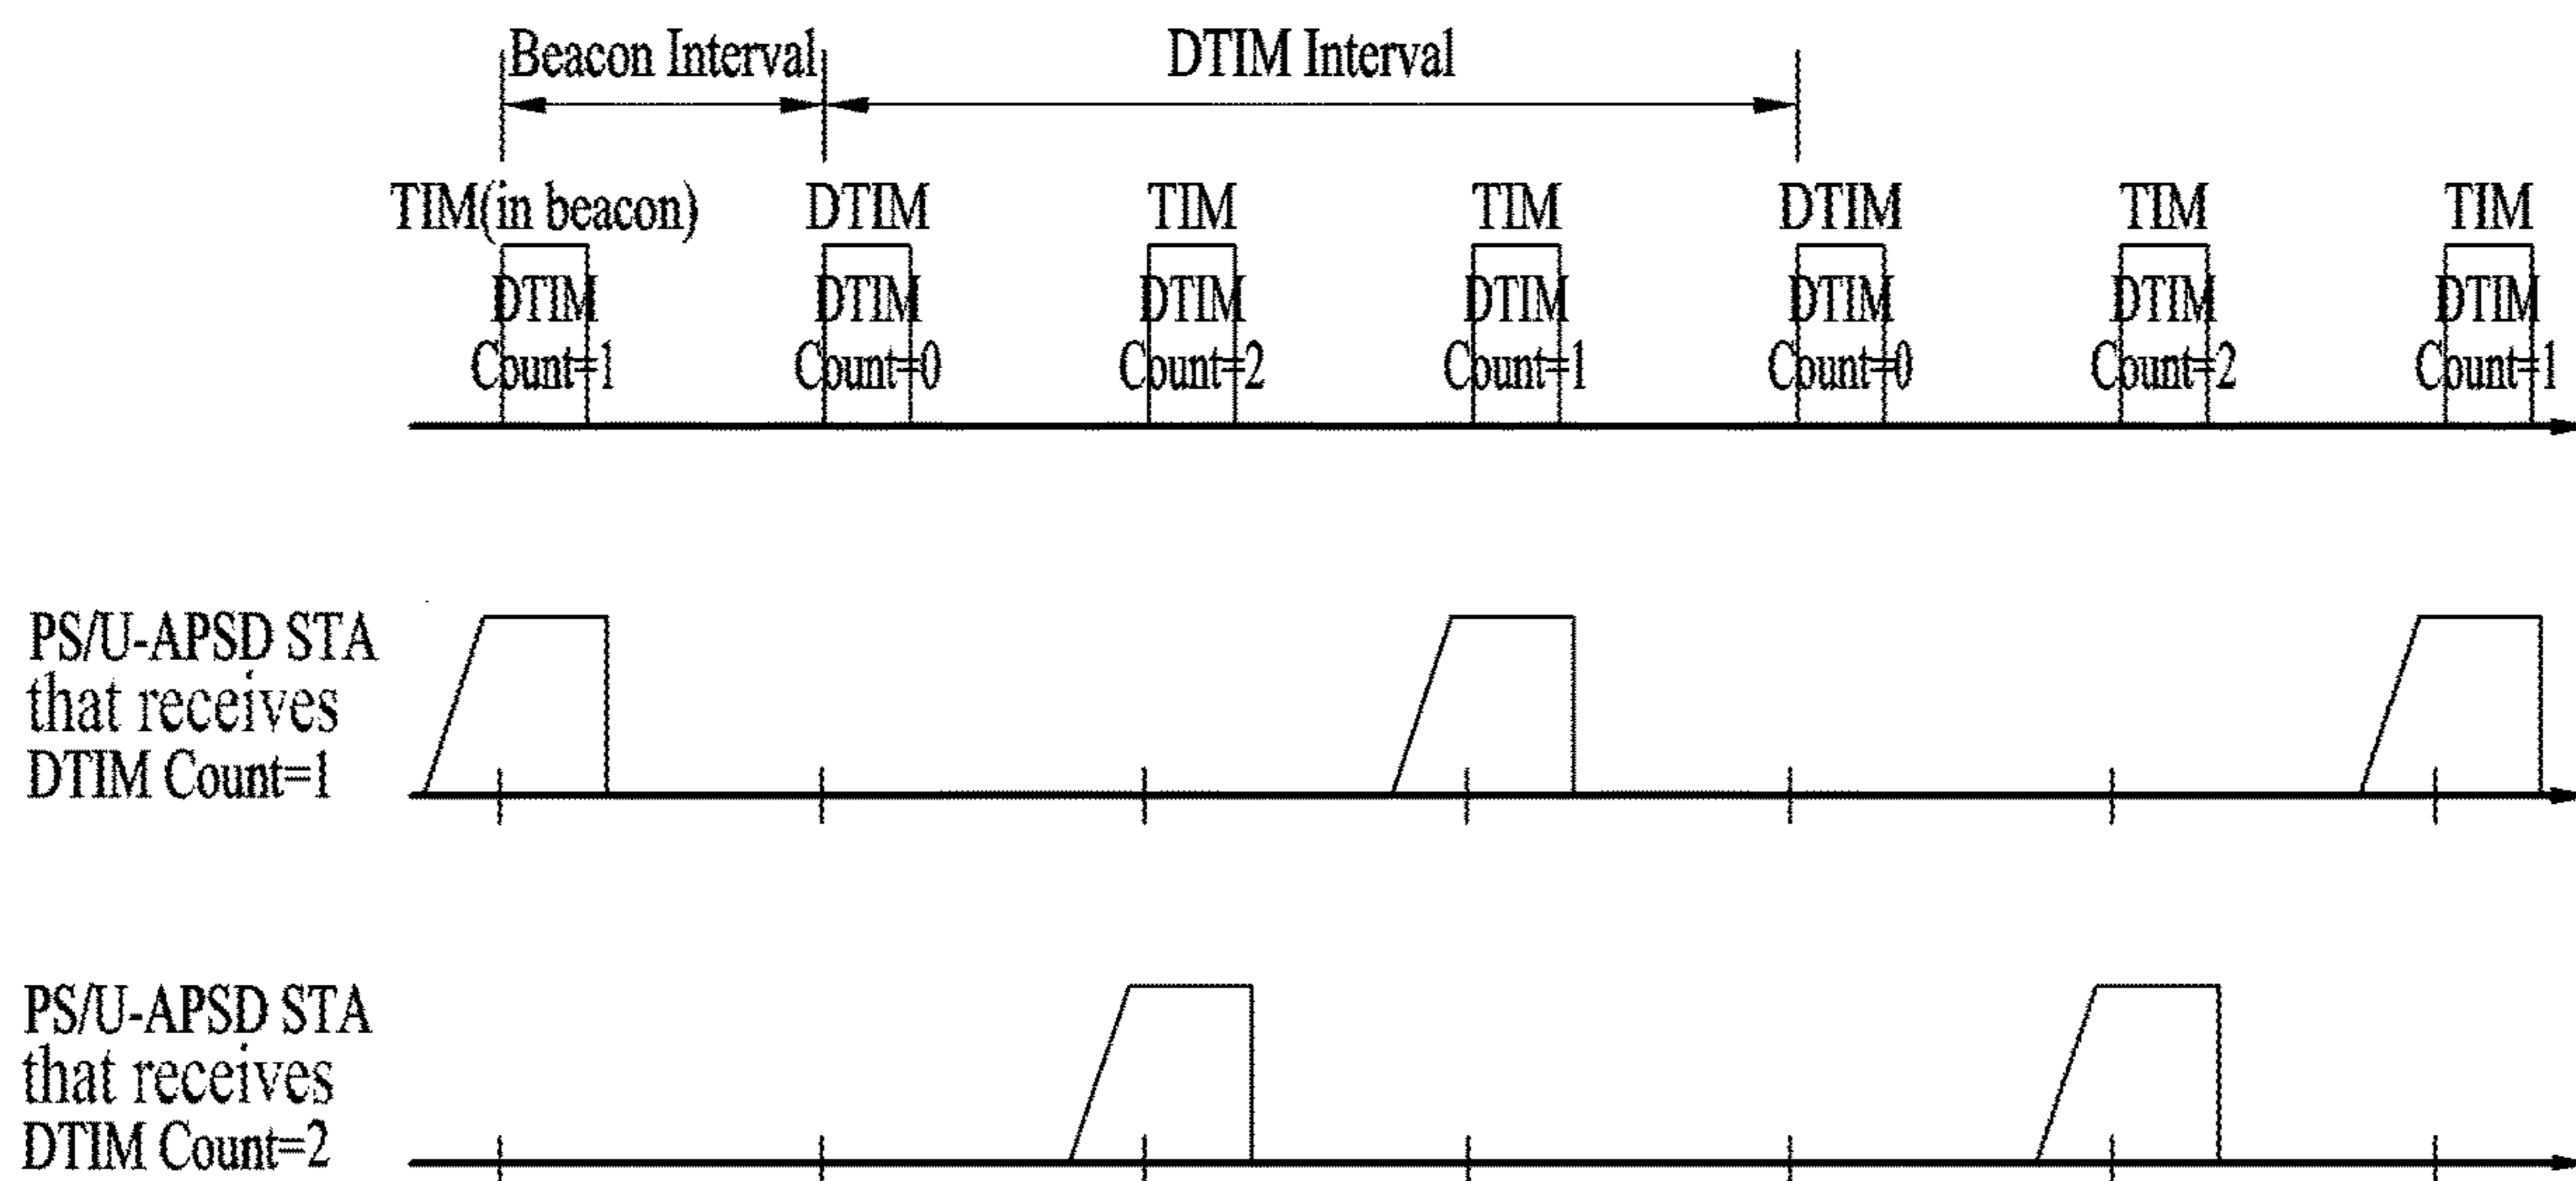 Beacon Interval DTIM Interval
TIM(in beacon) DTIM TIM TIM DTIM TIM TIM
DTIM DTIM DTIM DTIM DTIM DTIM DTIM
Count=1 Count=0 Count=2 Count=1 Count=0 Count=2 Count=1
PS/U-APSD STA
that receives
DTIM Count=1
PS/U-APSD STA
that receives
DTIM Count=2